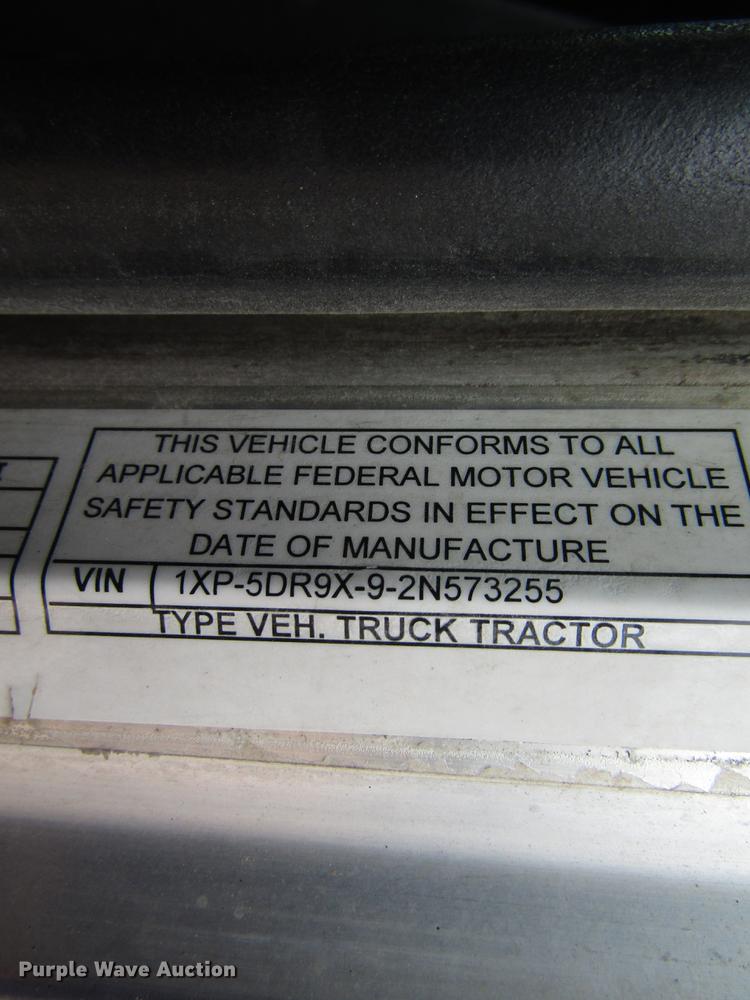 THIS VEHICLE CONFORMS TO ALL
APPLICABLE FEDERAL MOTOR VEHICLE
SAFETY STANDARDS IN EFFECT ON THE
DATE OF MANUFACTURE
VIN 1XP-5DR9X-9-2N573255
TYPE VEH. TRUCK TRACTOR
Purple Wave Auction